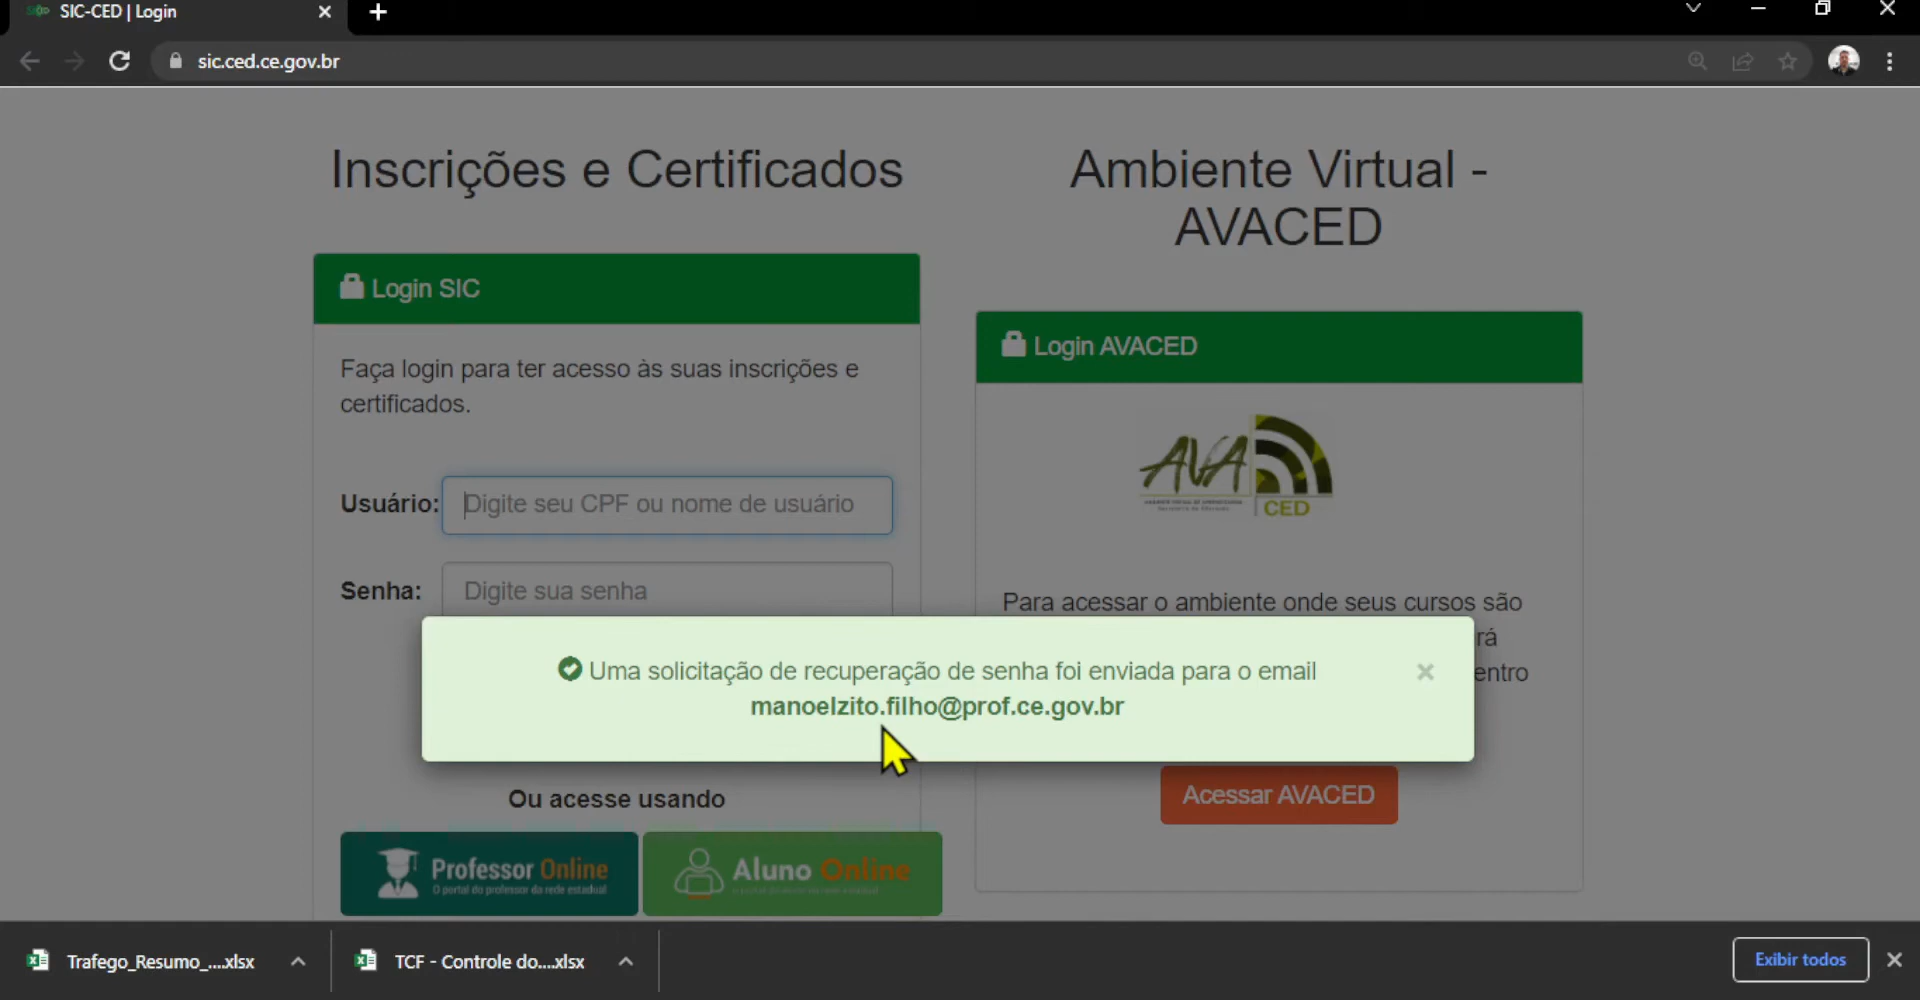 SIC-CED | Login
sic.ced.ce.gov.br
Inscrições e Certificados
Login SIC
Faça login para ter acesso às suas inscrições e
certificados.
Usuário:
Digite seu CPF ou nome de usuário
Senha:
Digite sua senha
Ambiente Virtual -
AVACED
Login AVACED
AVA
CED
Para acessar o ambiente onde seus cursos são
rá
entro
Uma solicitação de recuperação de senha foi enviada para o email
manoelzito.filho@prof.ce.gov.br
Acessar AVACED
Ou acesse usando
Professor Online
O portal do professor da rede estadual
Aluno Online
Trafego_Resumo_....xlsx
TCF - Controle do....xlsx
Exibir todos